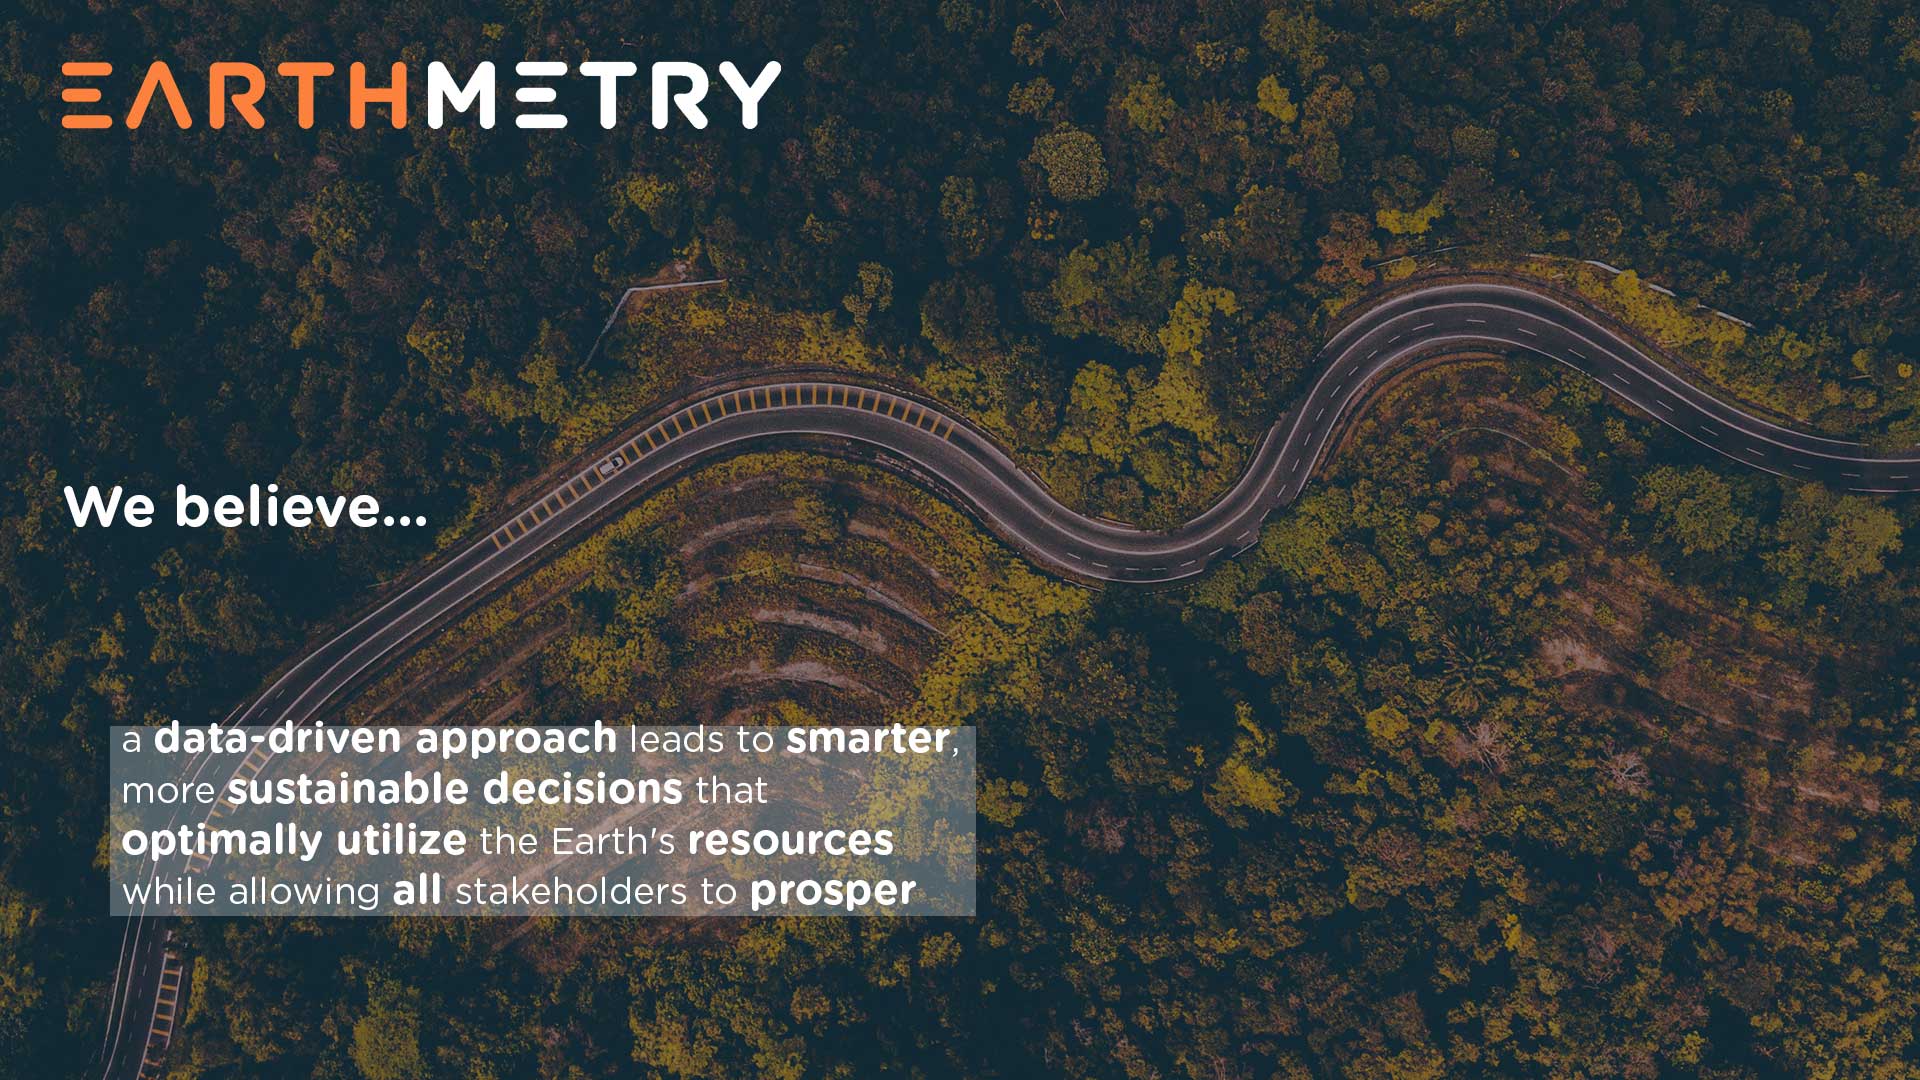 EARTHMETRY
We believe...
a data-driven approach leads to smarter,
more sustainable decisions that
optimally utilize the Earth's resources
while allowing all stakeholders to prosper